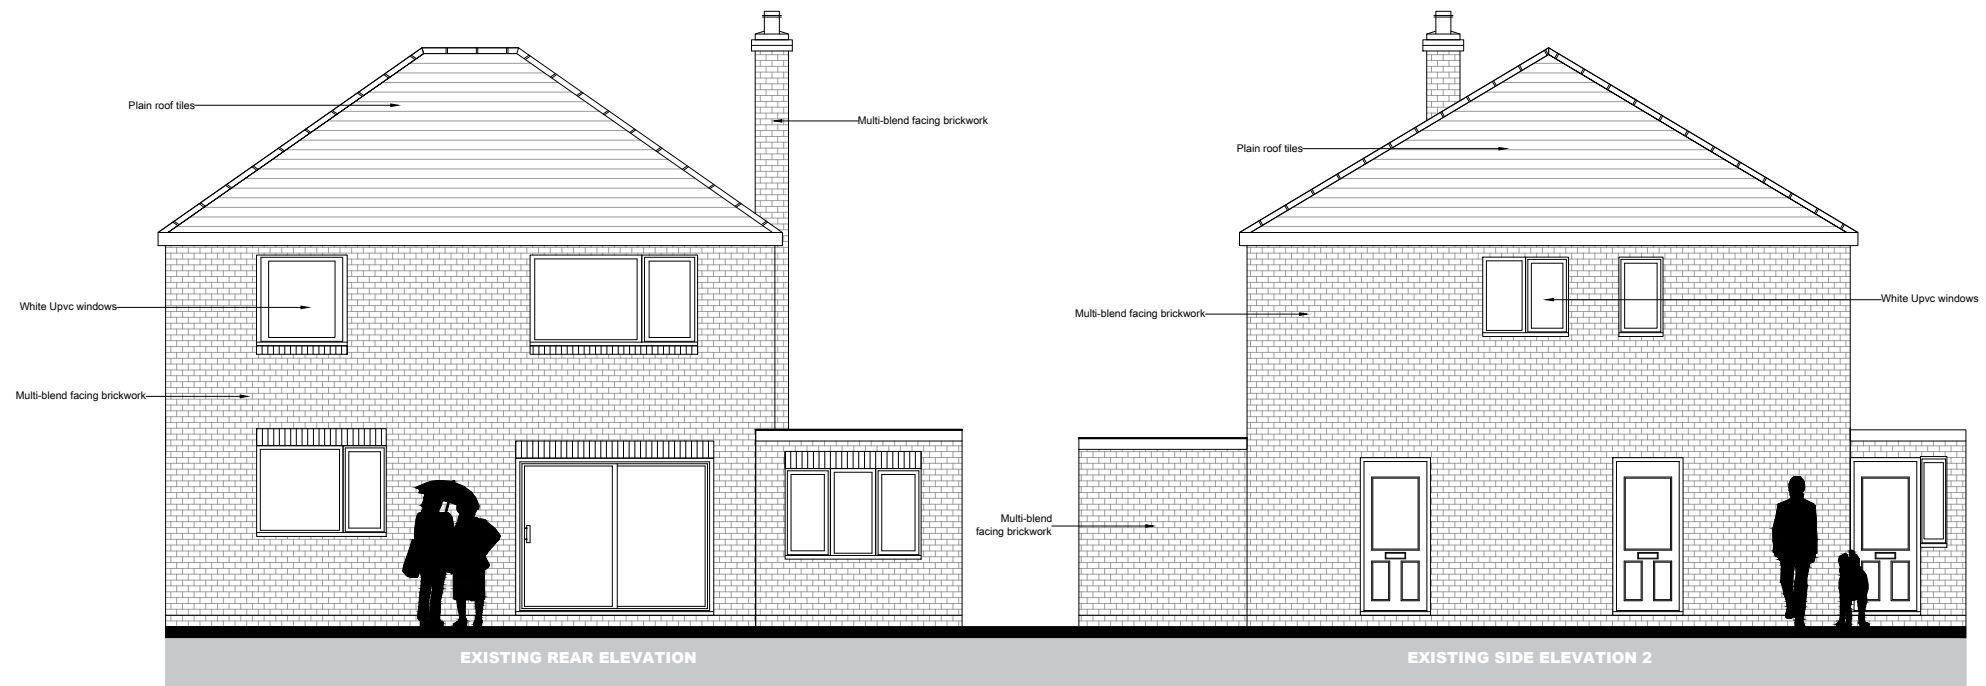 Plain roof tiles
Multi-blend facing brickwork
White Upvc windows
Multi-blend facing brickwork
EXISTING REAR ELEVATION
Plain roof tiles
White Upvc windows
Multi-blend facing brickwork
Multi-blend
facing brickwork
EXISTING SIDE ELEVATION 2